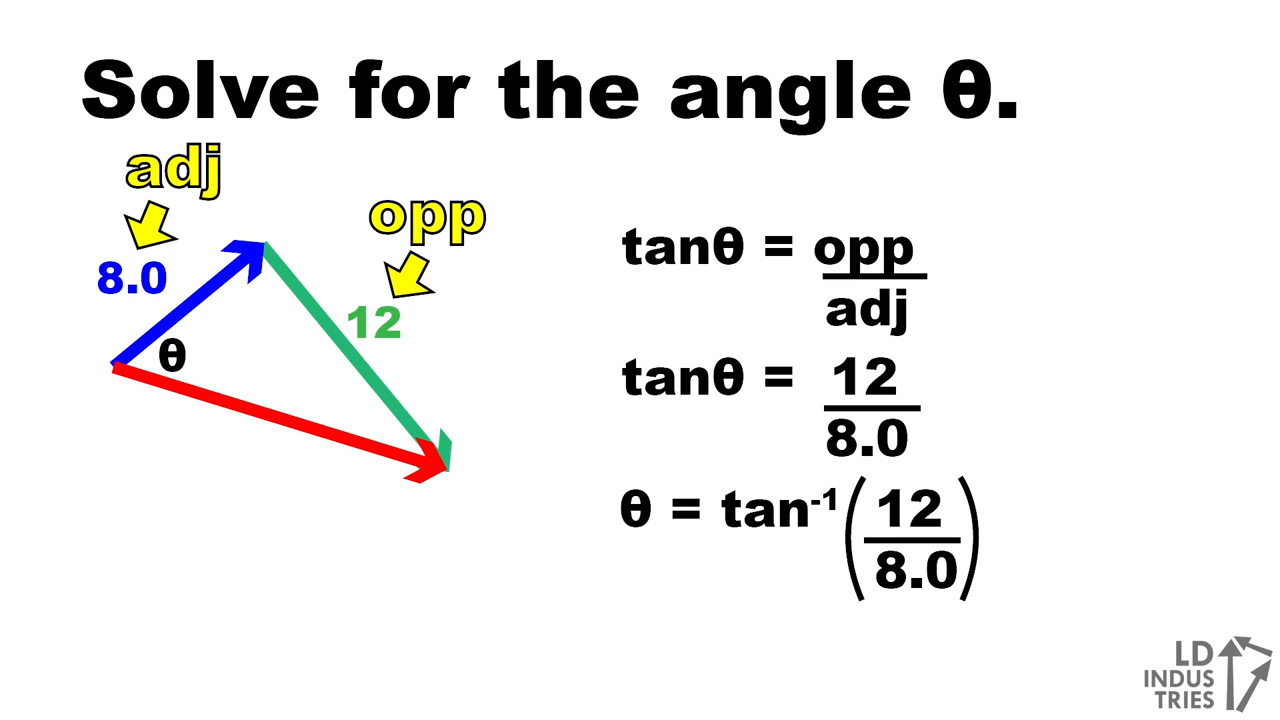 Solve for the angle θ.
adj
opp
8.0
12
θ
tanθ = opp
adj
tanθ = 12
8.0
θ = tan⁻¹(12
8.0)
LD
INDUS
TRIES